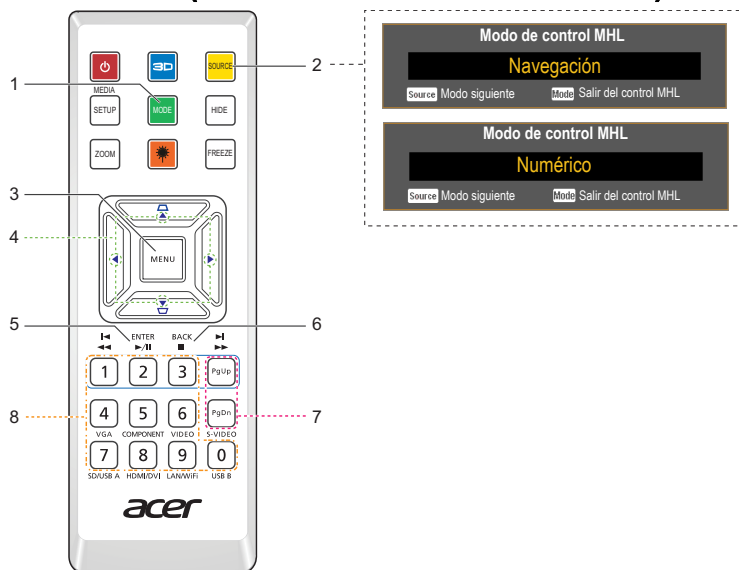 3D
SOURCE
MEDIA
SETUP
MODE
HIDE
ZOOM
FREEZE
MENU
ENTER
BACK
1
2
3
PgUp
4
5
6
PgDn
VGA
COMPONENT
VIDEO
S-VIDEO
7
8
9
0
SD/USB A
HDMI/DVI
LAN/WiFi
USB B
acer
1
2
3
4
5
6
7
8
Modo de control MHL
Navegación
Source Modo siguiente Mode Salir del control MHL
Modo de control MHL
Numérico
Source Modo siguiente Mode Salir del control MHL